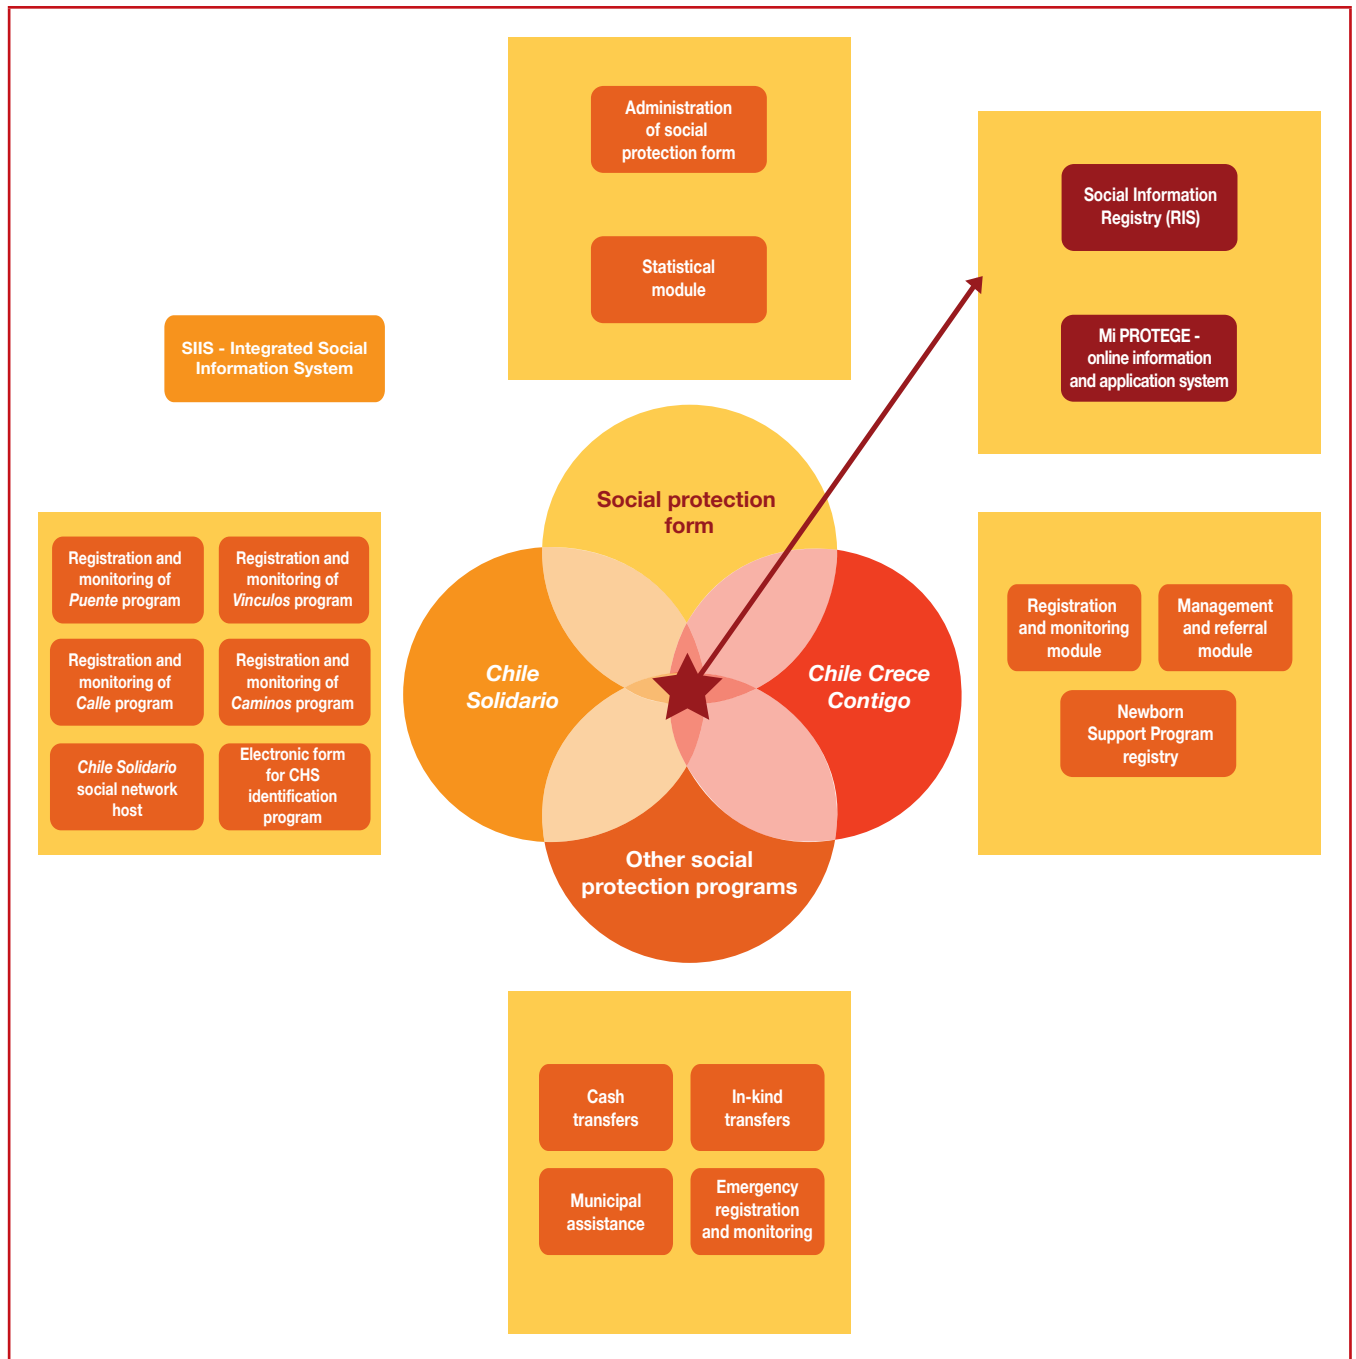 Administration
of social
protection form
Statistical
module
Social Information
Registry (RIS)
Mi PROTEGE -
online information
and application system
SIIS - Integrated Social
Information System
Social protection
form
Chile
Solidario
Chile Crece
Contigo
Other social
protection programs
Registration and
monitoring of
Puente program
Registration and
monitoring of
Vinculos program
Registration and
monitoring of
Calle program
Registration and
monitoring of
Caminos program
Chile Solidario
social network
host
Electronic form
for CHS
identification
program
Registration
and monitoring
module
Management
and referral
module
Newborn
Support Program
registry
Cash
transfers
In-kind
transfers
Municipal
assistance
Emergency
registration
and monitoring